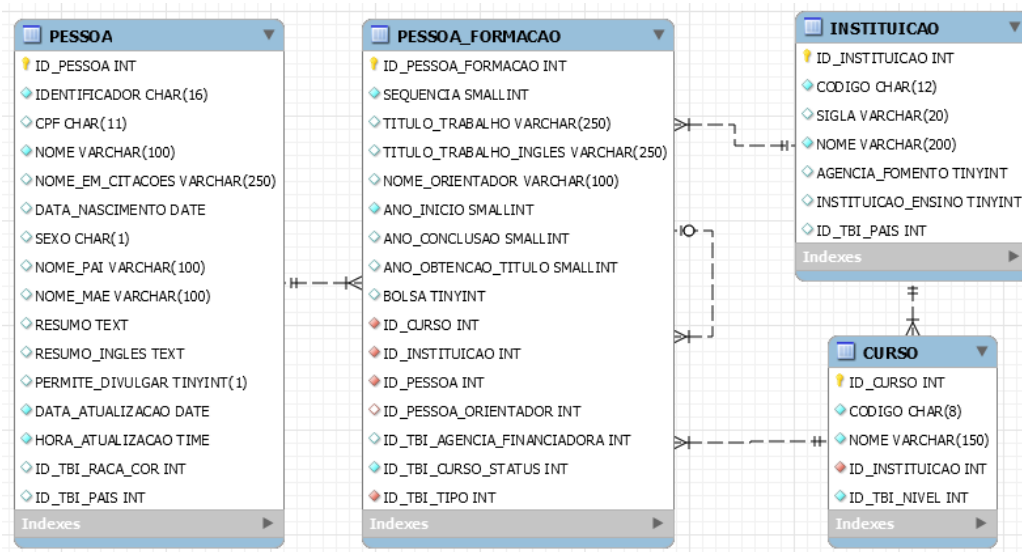 PESSOA
ID_PESSOA INT
IDENTIFICADOR CHAR(16)
CPF CHAR(11)
NOME VARCHAR(100)
NOME_EM_CITACOES VARCHAR(250)
DATA_NASCIMENTO DATE
SEXO CHAR(1)
NOME_PAI VARCHAR(100)
NOME_MAE VARCHAR(100)
RESUMO TEXT
RESUMO_INGLES TEXT
PERMITE_DIVULGAR TINYINT(1)
DATA_ATUALIZACAO DATE
HORA_ATUALIZACAO TIME
ID_TBI_RACA_COR INT
ID_TBI_PAIS INT
Indexes
PESSOA_FORMACAO
ID_PESSOA_FORMACAO INT
SEQUENCIA SMALLINT
TITULO_TRABALHO VARCHAR(250)
TITULO_TRABALHO_INGLES VARCHAR(250)
NOME_ORIENTADOR VARCHAR(100)
ANO_INICIO SMALLINT
ANO_CONCLUSAO SMALLINT
ANO_OBTENCAO_TITULO SMALLINT
BOLSA TINYINT
ID_CURSO INT
ID_INSTITUICAO INT
ID_PESSOA INT
ID_PESSOA_ORIENTADOR INT
ID_TBI_AGENCIA_FINANCIADORA INT
ID_TBI_CURSO_STATUS INT
ID_TBI_TIPO INT
Indexes
INSTITUICAO
ID_INSTITUICAO INT
CODIGO CHAR(12)
SIGLA VARCHAR(20)
NOME VARCHAR(200)
AGENCIA_FOMENTO TINYINT
INSTITUICAO_ENSINO TINYINT
ID_TBI_PAIS INT
Indexes
CURSO
ID_CURSO INT
CODIGO CHAR(8)
NOME VARCHAR(150)
ID_INSTITUICAO INT
ID_TBI_NIVEL INT
Indexes